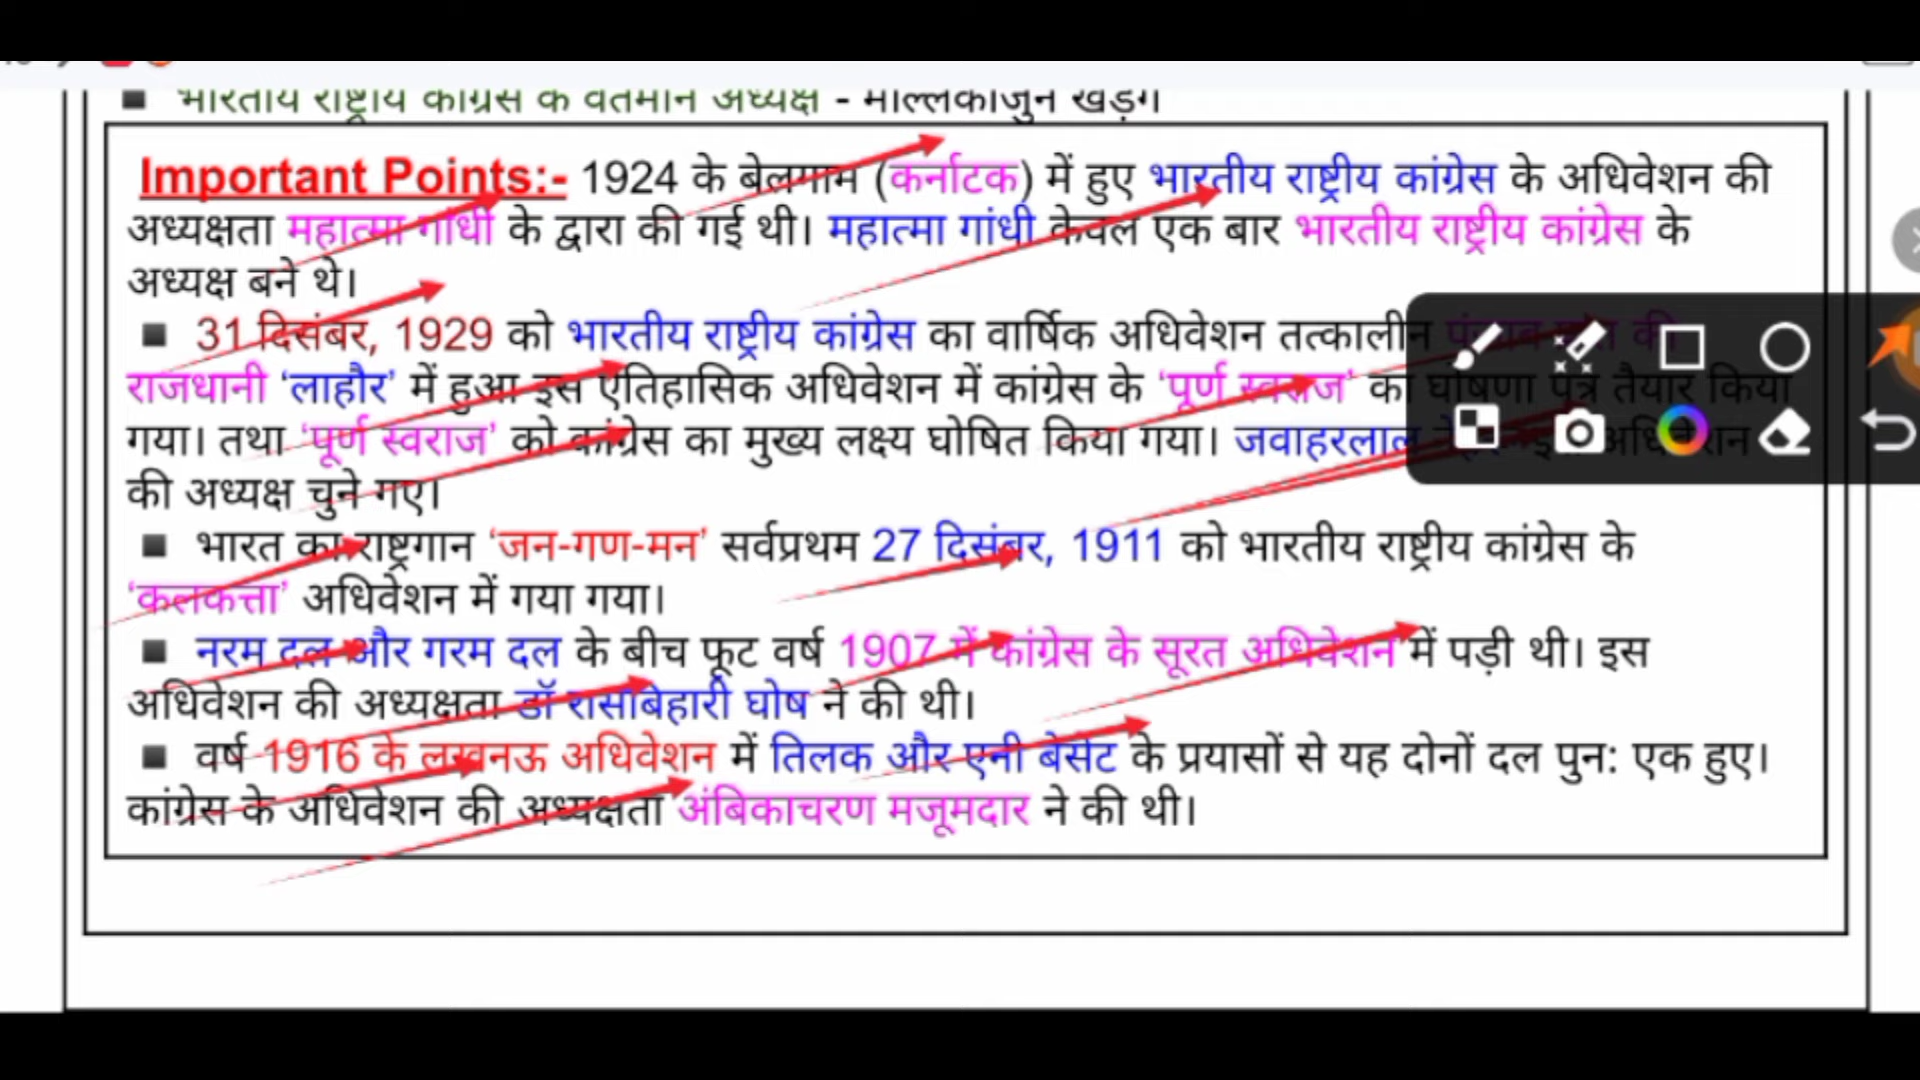 भारतीय राष्ट्रीय कांग्रेस के वर्तमान अध्यक्ष - मल्लिकार्जुन खड़गे
Important Points:- 1924 के बेलगाम (कर्नाटक) में हुए भारतीय राष्ट्रीय कांग्रेस के अधिवेशन की
अध्यक्षता महात्मा गांधी के द्वारा की गई थी। महात्मा गांधी केवल एक बार भारतीय राष्ट्रीय कांग्रेस के
अध्यक्ष बने थे।
31 दिसंबर, 1929 को भारतीय राष्ट्रीय कांग्रेस का वार्षिक अधिवेशन तत्कालीन की
राजधानी 'लाहौर' में हुआ इस ऐतिहासिक अधिवेशन में कांग्रेस के 'पूर्ण स्वराज' का घोषणा पत्र तैयार किया
गया। तथा 'पूर्ण स्वराज' को कांग्रेस का मुख्य लक्ष्य घोषित किया गया। जवाहरलाल अधिवेशन
की अध्यक्ष चुने गए।
भारत का राष्ट्रगान 'जन-गण-मन' सर्वप्रथम 27 दिसंबर, 1911 को भारतीय राष्ट्रीय कांग्रेस के
'कलकत्ता' अधिवेशन में गया गया।
नरम दल और गरम दल के बीच फूट वर्ष 1907 में कांग्रेस के सूरत अधिवेशन में पड़ी थी। इस
अधिवेशन की अध्यक्षता डॉ रासबिहारी घोष ने की थी।
वर्ष 1916 के लखनऊ अधिवेशन में तिलक और एनी बेसेंट के प्रयासों से यह दोनों दल पुन: एक हुए।
कांग्रेस के अधिवेशन की अध्यक्षता अंबिकाचरण मजूमदार ने की थी।